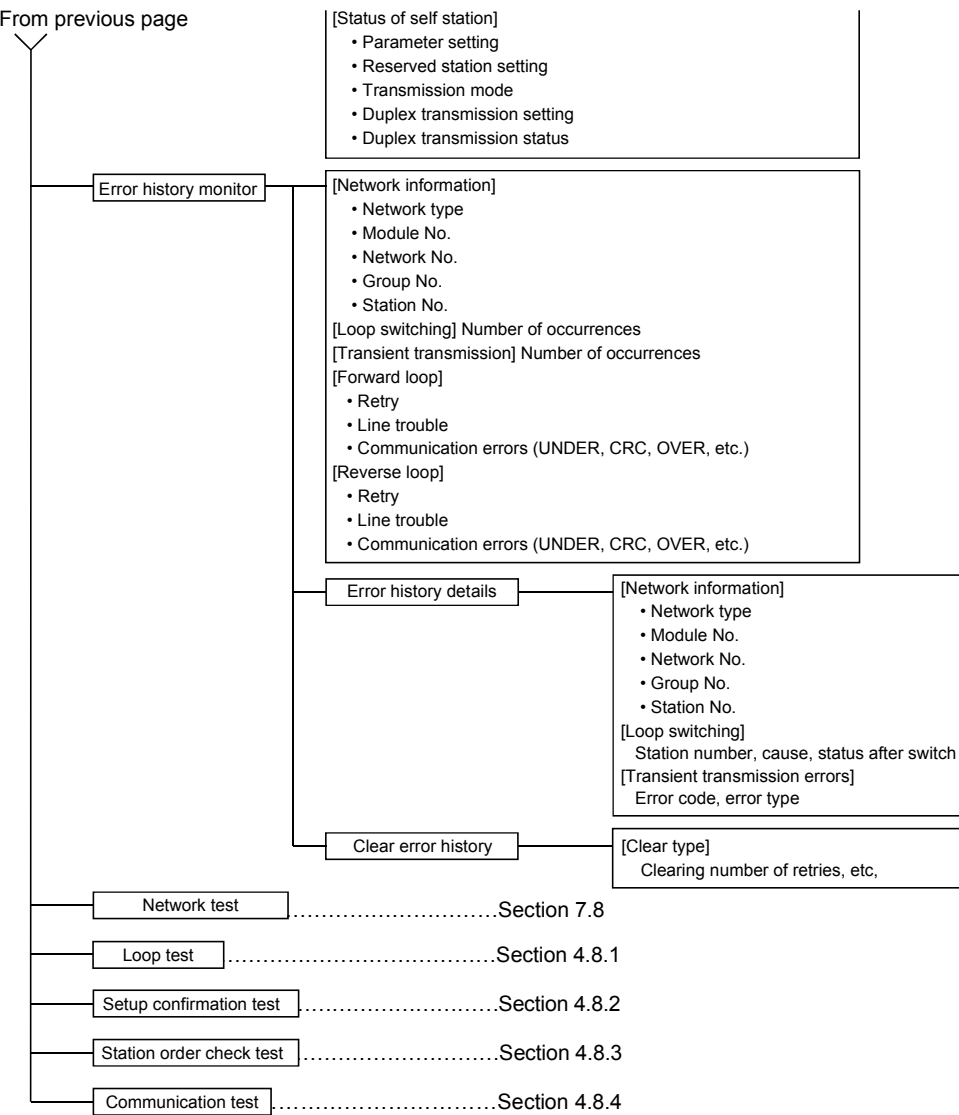 From previous page
[Status of self station]
• Parameter setting
• Reserved station setting
• Transmission mode
• Duplex transmission setting
• Duplex transmission status
Error history monitor
[Network information]
• Network type
• Module No.
• Network No.
• Group No.
• Station No.
[Loop switching] Number of occurrences
[Transient transmission] Number of occurrences
[Forward loop]
• Retry
• Line trouble
• Communication errors (UNDER, CRC, OVER, etc.)
[Reverse loop]
• Retry
• Line trouble
• Communication errors (UNDER, CRC, OVER, etc.)
Error history details
[Network information]
• Network type
• Module No.
• Network No.
• Group No.
• Station No.
[Loop switching]
Station number, cause, status after switch
[Transient transmission errors]
Error code, error type
Clear error history
[Clear type]
Clearing number of retries, etc,
Network test..............................Section 7.8
Loop test.....................................Section 4.8.1
Setup confirmation test............................Section 4.8.2
Station order check test............................Section 4.8.3
Communication test................................Section 4.8.4